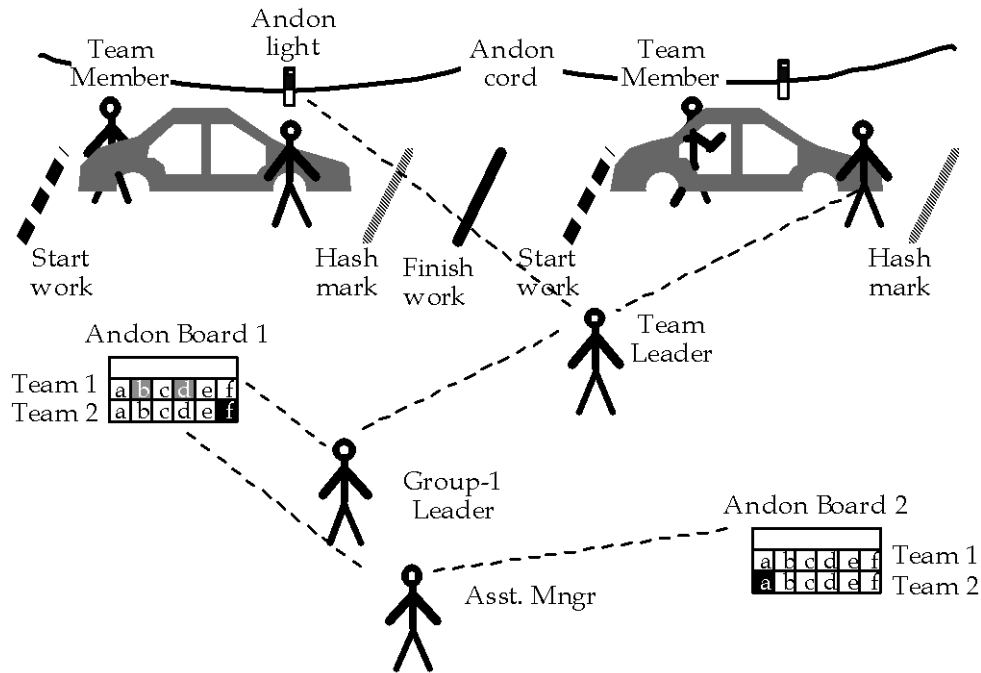 Andon
light
Team
Member
Andon
cord
Team
Member
Start
work
Hash
mark
Finish
work
Start
work
Hash
mark
Team
Leader
Andon Board 1
Team 1
a b c d e f
Team 2
a b c d e f
Group-1
Leader
Andon Board 2
a b c d e f
Team 1
a b c d e f
Team 2
Asst. Mngr